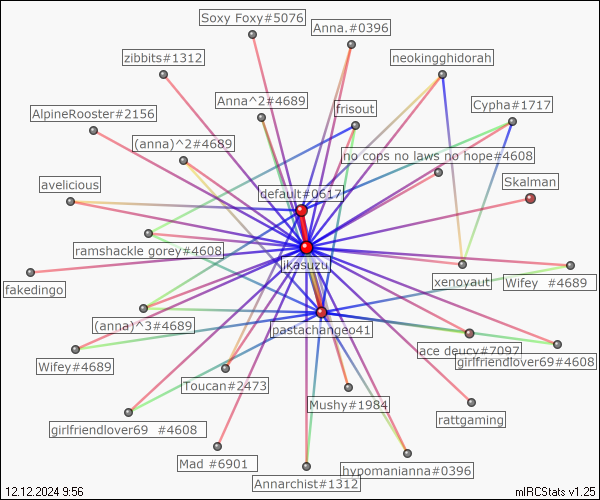 Soxy Foxy#5076
Anna.#0396
zibbits#1312
neokingghidorah
Anna^2#4689
frisout
Cypha#1717
AlpineRooster#2156
(anna)^2#4689
no cops no laws no hope#4608
avelicious
default#0617
Skalman
ramshackle gorey#4608
ikasuzu
fakedingo
xenoyaut
Wifey #4689
(anna)^3#4689
pastachangeo41
Wifey#4689
ace deucy#7097
girlfriendlover69#4608
Toucan#2473
Mushy#1984
rattgaming
girlfriendlover69 #4608
Mad #6901
hypomanianna#0396
Annarchist#1312
12.12.2024 9:56
mIRCStats v1.25